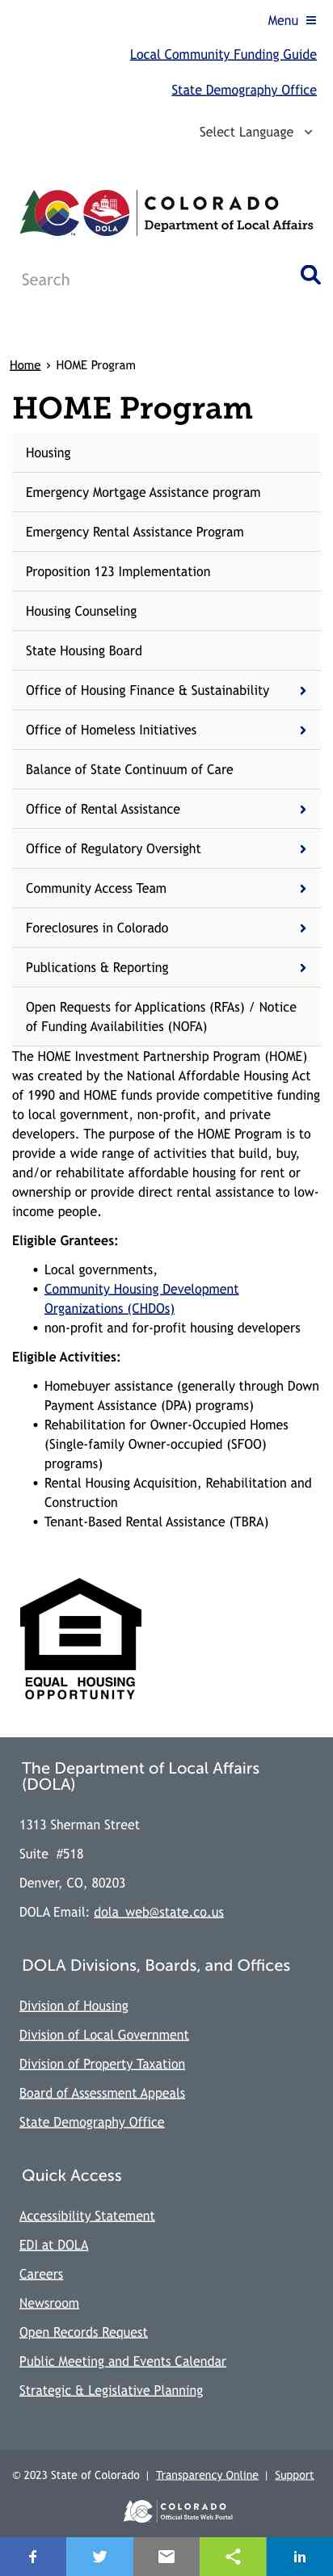 Menu
Local Community Funding Guide
State Demography Office
Select Language
CO
DOLA
COLORADO
Department of Local Affairs
Search
Home › HOME Program
HOME Program
Housing
Emergency Mortgage Assistance program
Emergency Rental Assistance Program
Proposition 123 Implementation
Housing Counseling
State Housing Board
Office of Housing Finance & Sustainability
Office of Homeless Initiatives
Balance of State Continuum of Care
Office of Rental Assistance
Office of Regulatory Oversight
Community Access Team
Foreclosures in Colorado
Publications & Reporting
Open Requests for Applications (RFAs) / Notice
of Funding Availabilities (NOFA)
The HOME Investment Partnership Program (HOME)
was created by the National Affordable Housing Act
of 1990 and HOME funds provide competitive funding
to local government, non-profit, and private
developers. The purpose of the HOME Program is to
provide a wide range of activities that build, buy,
and/or rehabilitate affordable housing for rent or
ownership or provide direct rental assistance to low-
income people.
Eligible Grantees:
• Local governments,
• Community Housing Development
Organizations (CHDOs)
• non-profit and for-profit housing developers
Eligible Activities:
• Homebuyer assistance (generally through Down
Payment Assistance (DPA) programs)
• Rehabilitation for Owner-Occupied Homes
(Single-family Owner-occupied (SFOO)
programs)
• Rental Housing Acquisition, Rehabilitation and
Construction
• Tenant-Based Rental Assistance (TBRA)
EQUAL HOUSING
OPPORTUNITY
The Department of Local Affairs
(DOLA)
1313 Sherman Street
Suite #518
Denver, CO, 80203
DOLA Email: dola_web@state.co.us
DOLA Divisions, Boards, and Offices
Division of Housing
Division of Local Government
Division of Property Taxation
Board of Assessment Appeals
State Demography Office
Quick Access
Accessibility Statement
EDI at DOLA
Careers
Newsroom
Open Records Request
Public Meeting and Events Calendar
Strategic & Legislative Planning
© 2023 State of Colorado | Transparency Online | Support
CO
COLORADO
Official State Web Portal